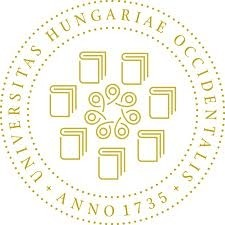 UNIVERSITAS HUNGARIAE OCCIDENTALIS
· ANNO 1735 ·